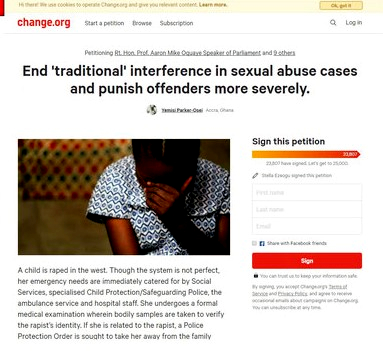 Hi there! We use cookies to operate Change.org and give you relevant content. Learn more.
Ok, got it
change.org
Start a petition
Browse
Subscription
Log in
Petitioning Rt. Hon. Prof. Aaron Mike Oquaye Speaker of Parliament and 9 others
End 'traditional' interference in sexual abuse cases
and punish offenders more severely.
Yemisi Parker-Osei Accra, Ghana
Sign this petition
23,807
23,807 have signed. Let's get to 25,000.
Stella Ezeogu signed this petition
First name
Last name
Email
Share with Facebook friends
Sign
You can trust us to keep your information safe
By signing, you accept Change.org's Terms of
Service and Privacy Policy, and agree to receive
occasional emails about campaigns on Change.org.
You can unsubscribe at any time.
A child is raped in the west. Though the system is not perfect,
her emergency needs are immediately catered for by Social
Services, specialised Child Protection/Safeguarding Police, the
ambulance service and hospital staff. She undergoes a formal
medical examination wherein bodily samples are taken to verify
the rapist's identity. If she is related to the rapist, a Police
Protection Order is sought to take her away from the family